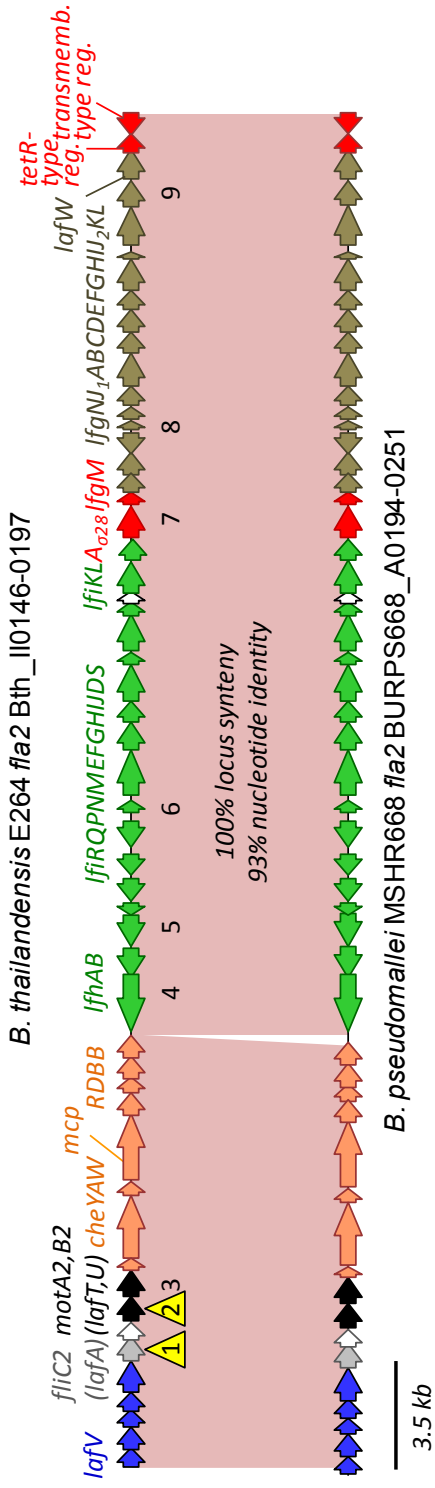 B. thailandensis E264 fla2 Bth_II0146-0197
lafV
fliC2
(lafA)
motA2,B2
(lafT,U)
cheYAW
mcp
RDBB
lfhAB
lfiRQPNMEFGHIJDS
lfiKLAσ28lfgM
lfgNJ1ABCDEFGHIJ2KL
lafW
tetR-
type
reg.
transmemb.
type reg.
1 2 3 4 5 6 7 8 9
100% locus synteny
93% nucleotide identity
B. pseudomallei MSHR668 fla2 BURPS668_A0194-0251
3.5 kb